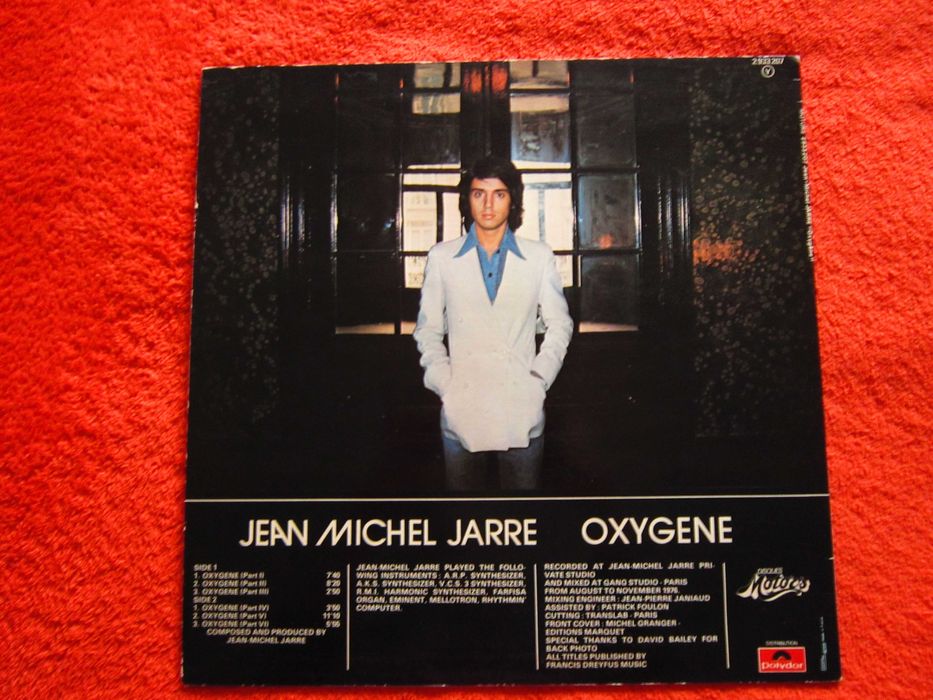 2 933 207
Y
JEAN MICHEL JARRE OXYGENE
SIDE 1
1. OXYGENE (Part I) 7'40
2. OXYGENE (Part II) 8'20
3. OXYGENE (Part III) 2'50
SIDE 2
1. OXYGENE (Part IV) 3'50
2. OXYGENE (Part V) 11'10
3. OXYGENE (Part VI) 5'55
COMPOSED AND PRODUCED BY
JEAN-MICHEL JARRE
JEAN-MICHEL JARRE PLAYED THE FOLLO-
WING INSTRUMENTS : A.R.P. SYNTHESIZER,
A.K.S. SYNTHESIZER, V.C.S. 3 SYNTHESIZER,
R.M.I. HARMONIC SYNTHESIZER, FARFISA
ORGAN, EMINENT, MELLOTRON, RHYTHMIN'
COMPUTER.
RECORDED AT JEAN-MICHEL JARRE PRI-
VATE STUDIO
AND MIXED AT GANG STUDIO - PARIS
FROM AUGUST TO NOVEMBER 1976.
MIXING ENGINEER : JEAN-PIERRE JANIAUD
ASSISTED BY : PATRICK FOULON
CUTTING : TRANSLAB - PARIS
FRONT COVER : MICHEL GRANGER -
EDITIONS MARQUET
SPECIAL THANKS TO DAVID BAILEY FOR
BACK PHOTO
ALL TITLES PUBLISHED BY
FRANCIS DREYFUS MUSIC
DISQUES
Motors
DISTRIBUTION
Polydor